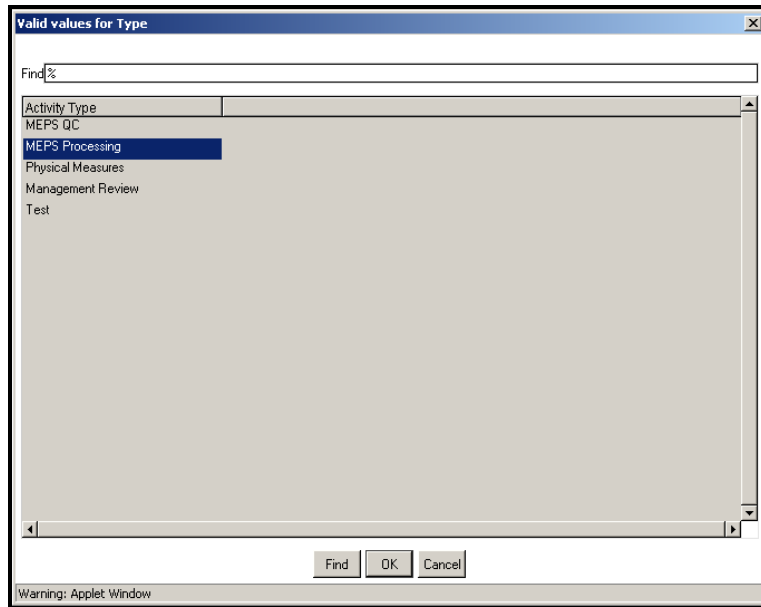 Valid values for Type
Find %
Activity Type
MEPS QC
MEPS Processing
Physical Measures
Management Review
Test
Find OK Cancel
Warning: Applet Window